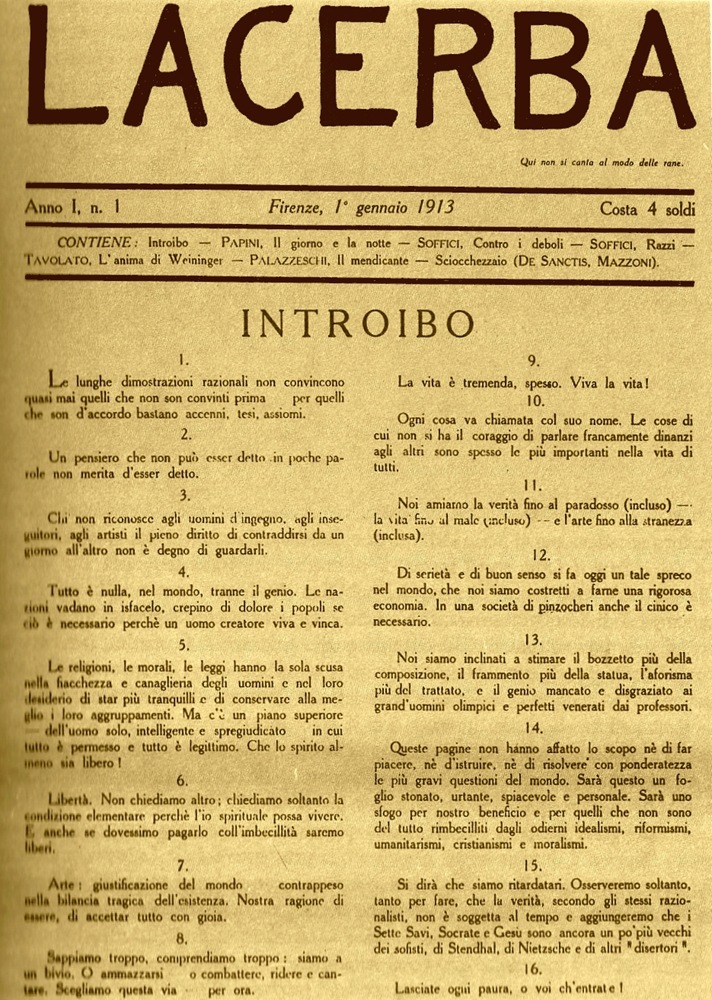 LACERBA
Qui non si canta al modo delle rane.
Anno I, n. 1 Firenze, 1° gennaio 1913 Costa 4 soldi
CONTIENE: Introibo — PAPINI, Il giorno e la notte — SOFFICI, Contro i deboli — SOFFICI, Razzi —
TAVOLATO, L'anima di Weininger — PALAZZESCHI, Il mendicante — Sciocchezzaio (DE SANCTIS, MAZZONI).
INTROIBO
1.
Le lunghe dimostrazioni razionali non convincono
quasi mai quelli che non son convinti prima per quelli
che son d'accordo bastano accenni, tesi, assiomi.
2.
Un pensiero che non può esser detto in poche pa-
role non merita d'esser detto.
3.
Chi non riconosce agli uomini d'ingegno, agli inse-
guitori, agli artisti il pieno diritto di contraddirsi da un
giorno all'altro non è degno di guardarli.
4.
Tutto è nulla, nel mondo, tranne il genio. Le na-
zioni vadano in isfacelo, crepino di dolore i popoli se
ciò è necessario perchè un uomo creatore viva e vinca.
5.
Le religioni, le morali, le leggi hanno la sola scusa
nella fiacchezza e canaglieria degli uomini e nel loro
desiderio di star più tranquilli e di conservare alla me-
glio i loro aggruppamenti. Ma c'è un piano superiore
— dell'uomo solo, intelligente e spregiudicato in cui
tutto è permesso e tutto è legittimo. Che lo spirito al-
meno sia libero!
6.
Libertà. Non chiediamo altro; chiediamo soltanto la
condizione elementare perchè l'io spirituale possa vivere.
E anche se dovessimo pagarlo coll'imbecillità saremo
liberi.
7.
Arte: giustificazione del mondo contrappeso
nella bilancia tragica dell'esistenza. Nostra ragione di
essere, di accettar tutto con gioia.
8.
Sappiamo troppo, comprendiamo troppo: siamo a
un bivio. O ammazzarsi o combattere, ridere e can-
tare. Scegliamo questa via per ora.
9.
La vita è tremenda, spesso. Viva la vita!
10.
Ogni cosa va chiamata col suo nome. Le cose di
cui non si ha il coraggio di parlare francamente dinanzi
agli altri sono spesso le più importanti nella vita di
tutti.
11.
Noi amiamo la verità fino al paradosso (incluso) —
la vita fino al male (incluso) — e l'arte fino alla stranezza
(inclusa).
12.
Di serietà e di buon senso si fa oggi un tale spreco
nel mondo, che noi siamo costretti a farne una rigorosa
economia. In una società di pinzocheri anche il cinico è
necessario.
13.
Noi siamo inclinati a stimare il bozzetto più della
composizione, il frammento più della statua, l'aforisma
più del trattato, e il genio mancato e disgraziato ai
grand'uomini olimpici e perfetti venerati dai professori.
14.
Queste pagine non hanno affatto lo scopo nè di far
piacere, nè d'istruire, nè di risolvere con ponderatezza
le più gravi questioni del mondo. Sarà questo un fo-
glio stonato, urtante, spiacevole e personale. Sarà uno
sfogo per nostro beneficio e per quelli che non sono
del tutto rimbecilliti dagli odierni idealismi, riformismi,
umanitarismi, cristianismi e moralismi.
15.
Si dirà che siamo ritardatari. Osserveremo soltanto,
tanto per fare, che la verità, secondo gli stessi razio-
nalisti, non è soggetta al tempo e aggiungeremo che i
Sette Savi, Socrate e Gesù sono ancora un po' più vecchi
dei sofisti, di Stendhal, di Nietzsche e di altri "disertori".
16.
Lasciate ogni paura, o voi ch'entrate!